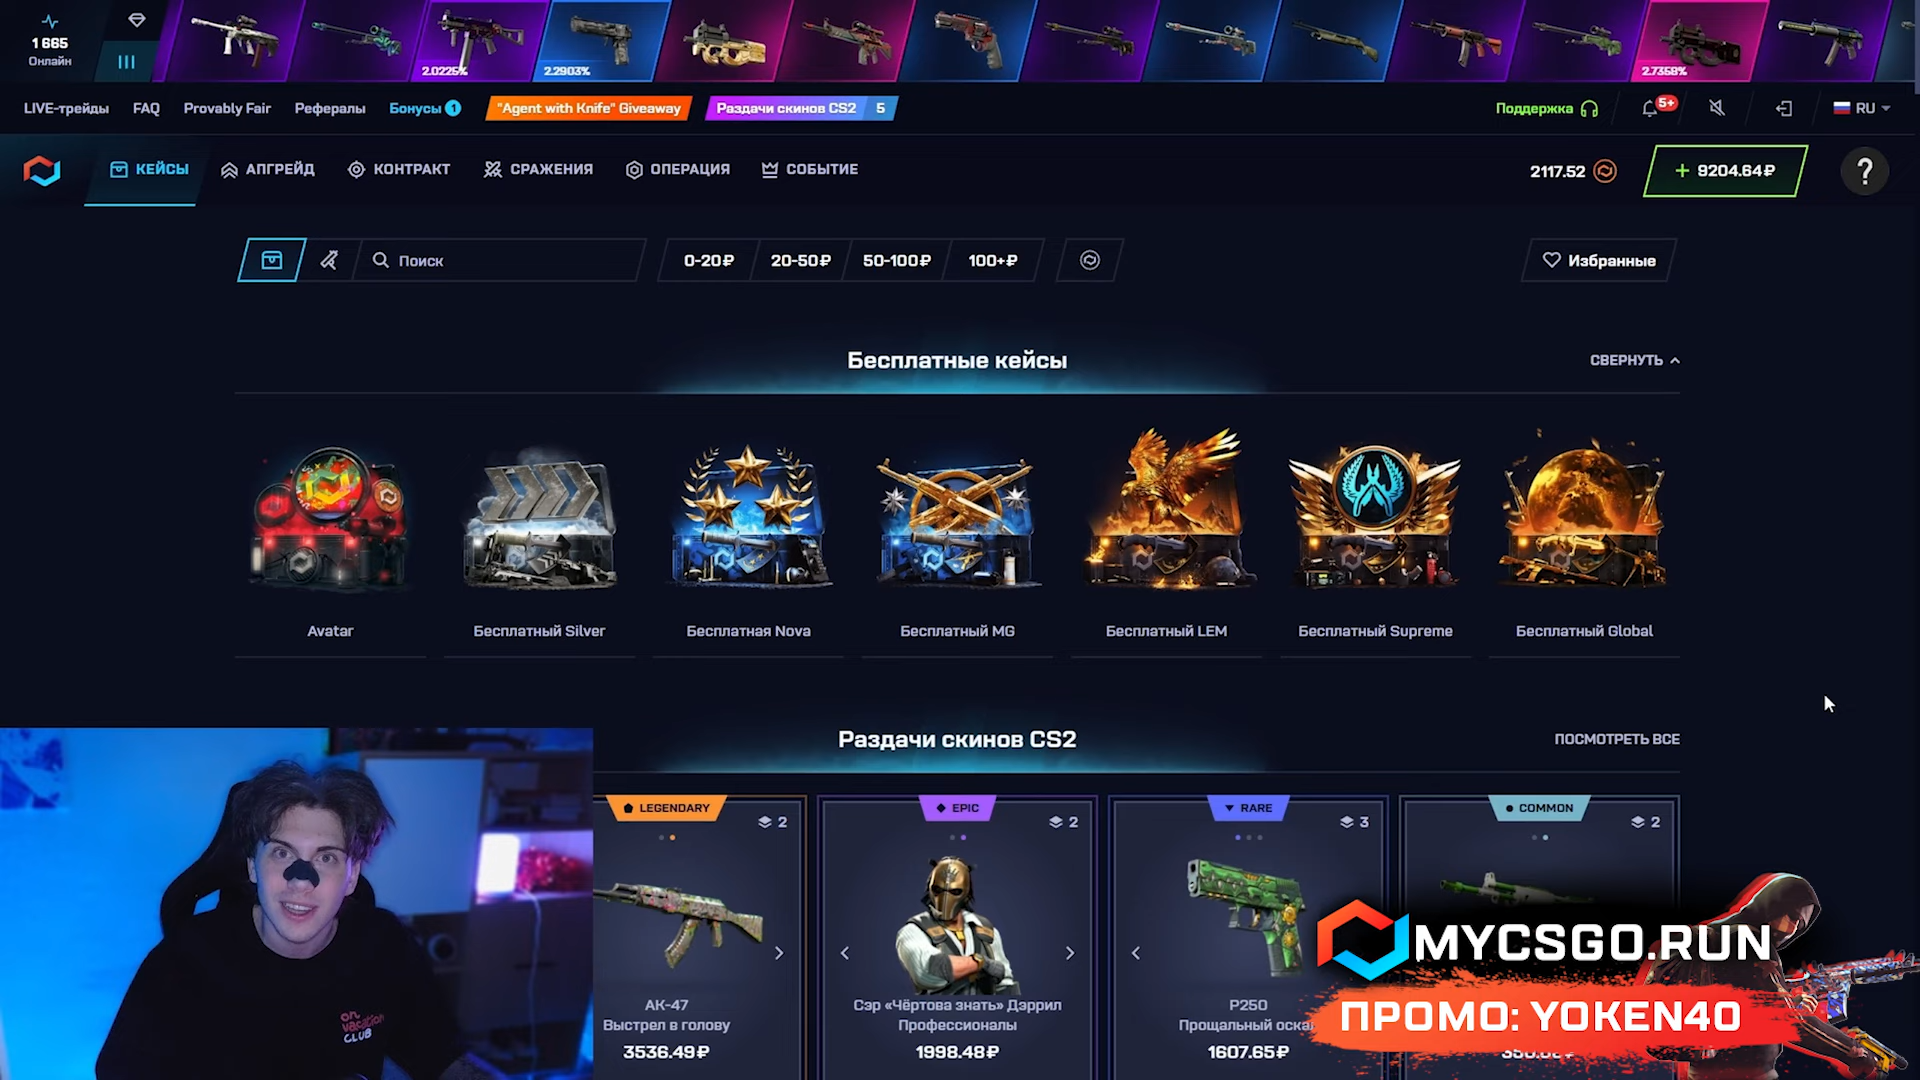 1 665
Онлайн
2.0225%
2.2903%
2.7358%
LIVE-трейды
FAQ
Provably Fair
Рефералы
Бонусы 1
"Agent with Knife" Giveaway
Раздачи скинов CS2 5
Поддержка
5+
RU
КЕЙСЫ
АПГРЕЙД
КОНТРАКТ
СРАЖЕНИЯ
ОПЕРАЦИЯ
СОБЫТИЕ
2117.52
+ 9204.64₽
?
Поиск
0-20₽
20-50₽
50-100₽
100+₽
Избранные
Бесплатные кейсы
СВЕРНУТЬ
Avatar
Бесплатный Silver
Бесплатная Nova
Бесплатный MG
Бесплатный LEM
Бесплатный Supreme
Бесплатный Global
Раздачи скинов CS2
ПОСМОТРЕТЬ ВСЕ
LEGENDARY
2
EPIC
2
RARE
3
COMMON
2
АК-47
Выстрел в голову
3536.49₽
Сэр «Чёртова знать» Дэррил
Профессионалы
1998.48₽
P250
Прощальный
1607.65₽
on
vacation
CLUB
MYCSGO.RUN
ПРОМО: YOKEN40